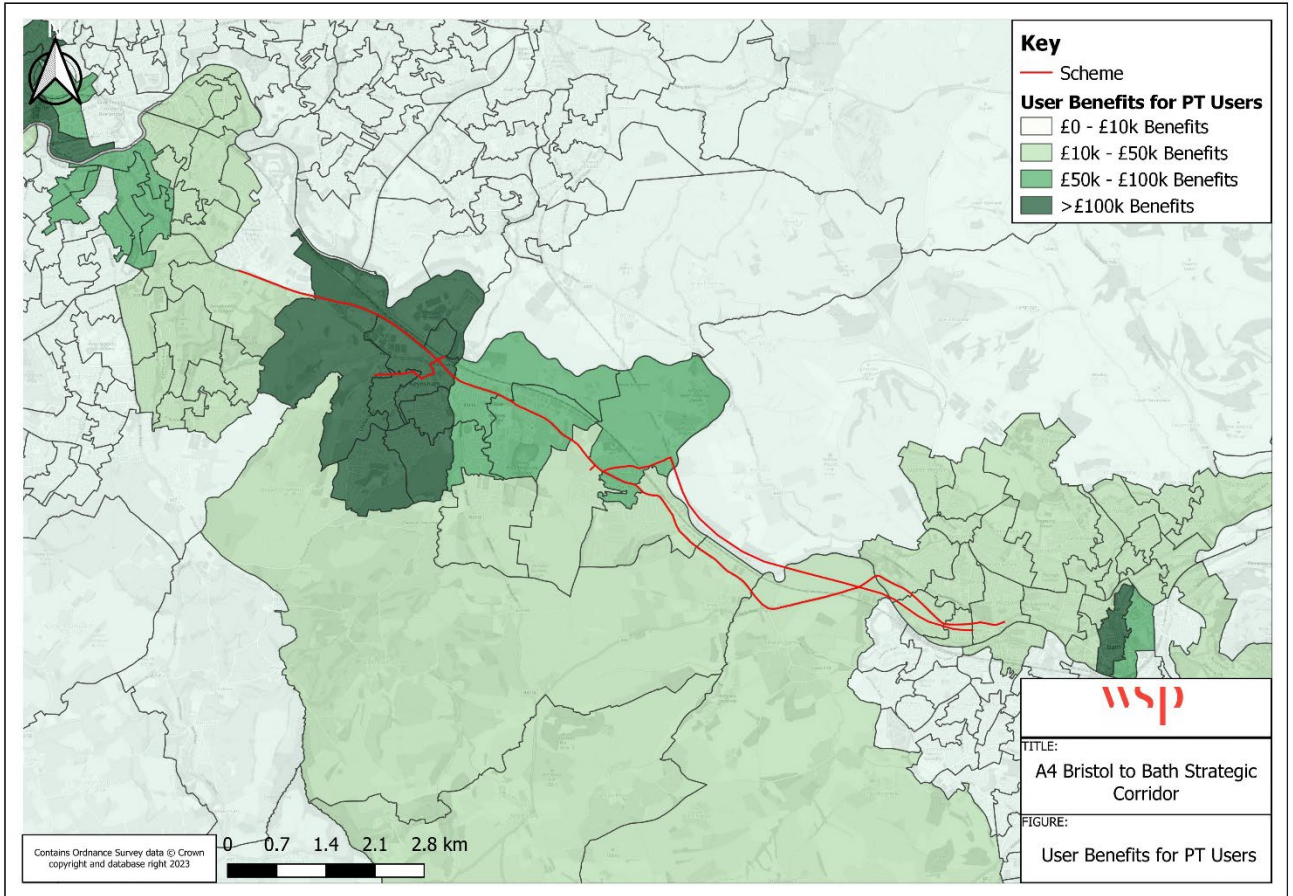 Key
Scheme
User Benefits for PT Users
£0 - £10k Benefits
£10k - £50k Benefits
£50k - £100k Benefits
>£100k Benefits
Keynsham
Bath
wsp
TITLE:
A4 Bristol to Bath Strategic
Corridor
FIGURE:
User Benefits for PT Users
Contains Ordnance Survey data © Crown
copyright and database right 2023
0 0.7 1.4 2.1 2.8 km